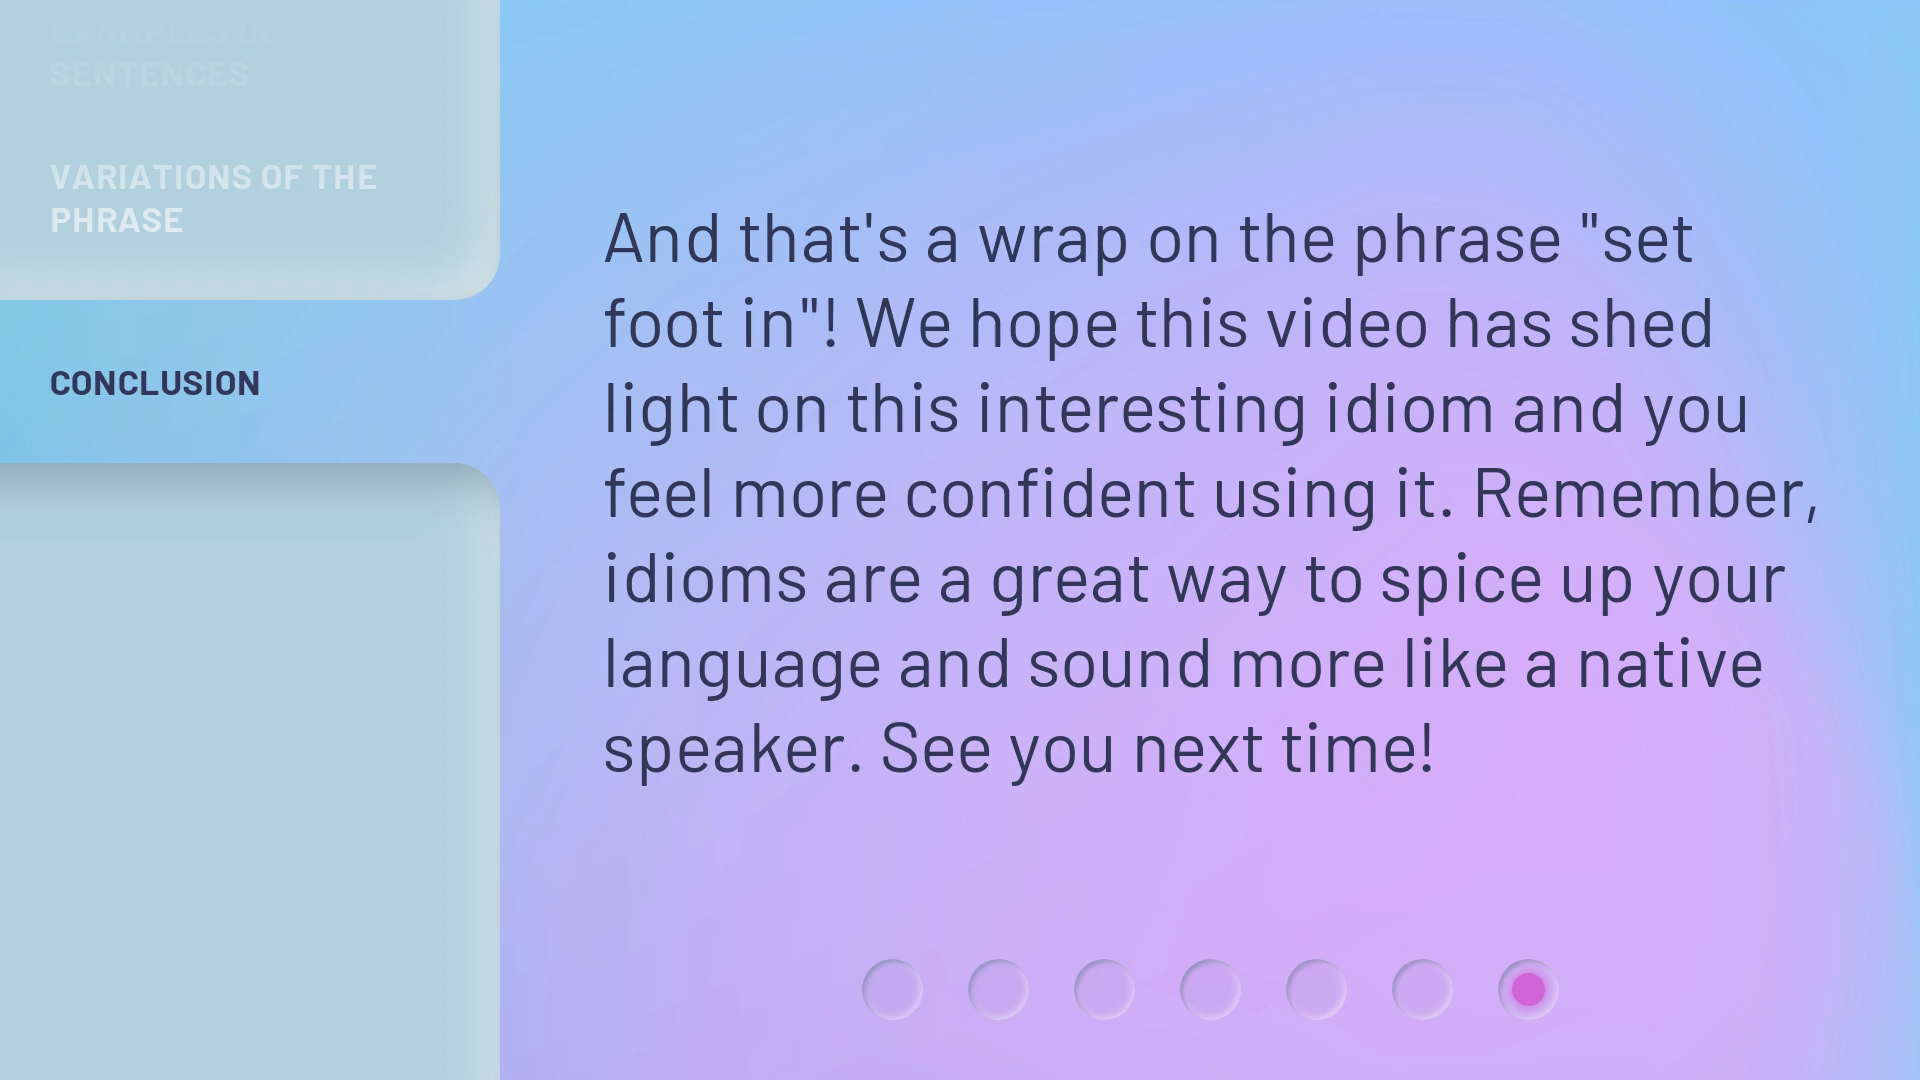 EXAMPLES IN
SENTENCES
VARIATIONS OF THE
PHRASE
CONCLUSION
And that's a wrap on the phrase "set
foot in"! We hope this video has shed
light on this interesting idiom and you
feel more confident using it. Remember,
idioms are a great way to spice up your
language and sound more like a native
speaker. See you next time!